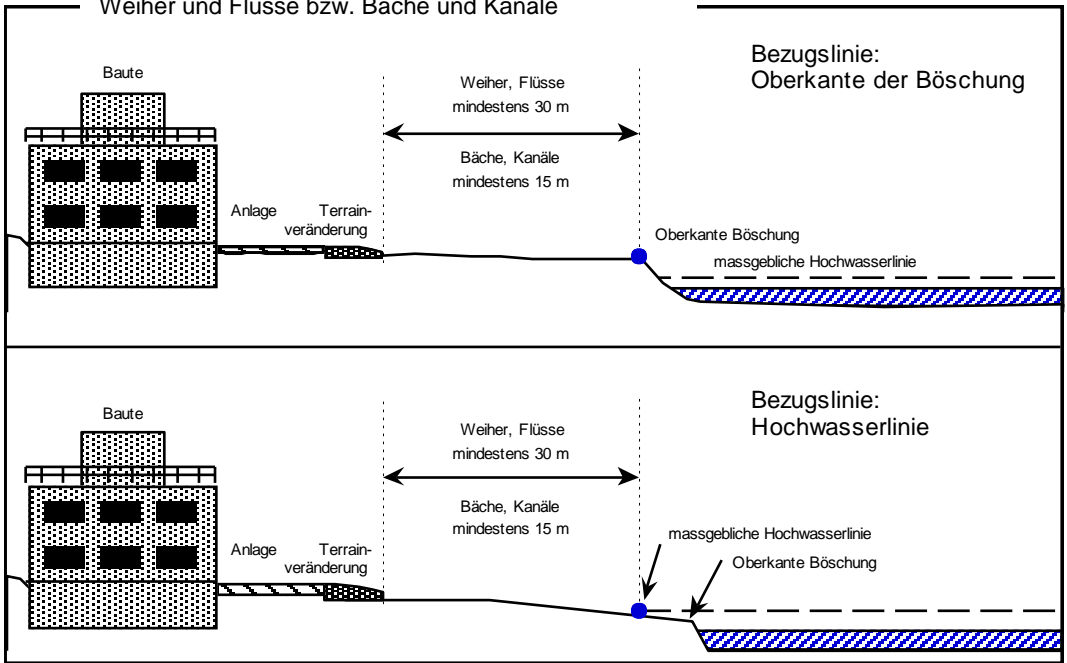 Weiher und Flüsse bzw. Bäche und Kanäle
Bezugslinie:
Oberkante der Böschung
Baute
Weiher, Flüsse
mindestens 30 m
Bäche, Kanäle
mindestens 15 m
Anlage
Terrain-
veränderung
Oberkante Böschung
massgebliche Hochwasserlinie
Bezugslinie:
Hochwasserlinie
Baute
Weiher, Flüsse
mindestens 30 m
Bäche, Kanäle
mindestens 15 m
Anlage
Terrain-
veränderung
massgebliche Hochwasserlinie
Oberkante Böschung